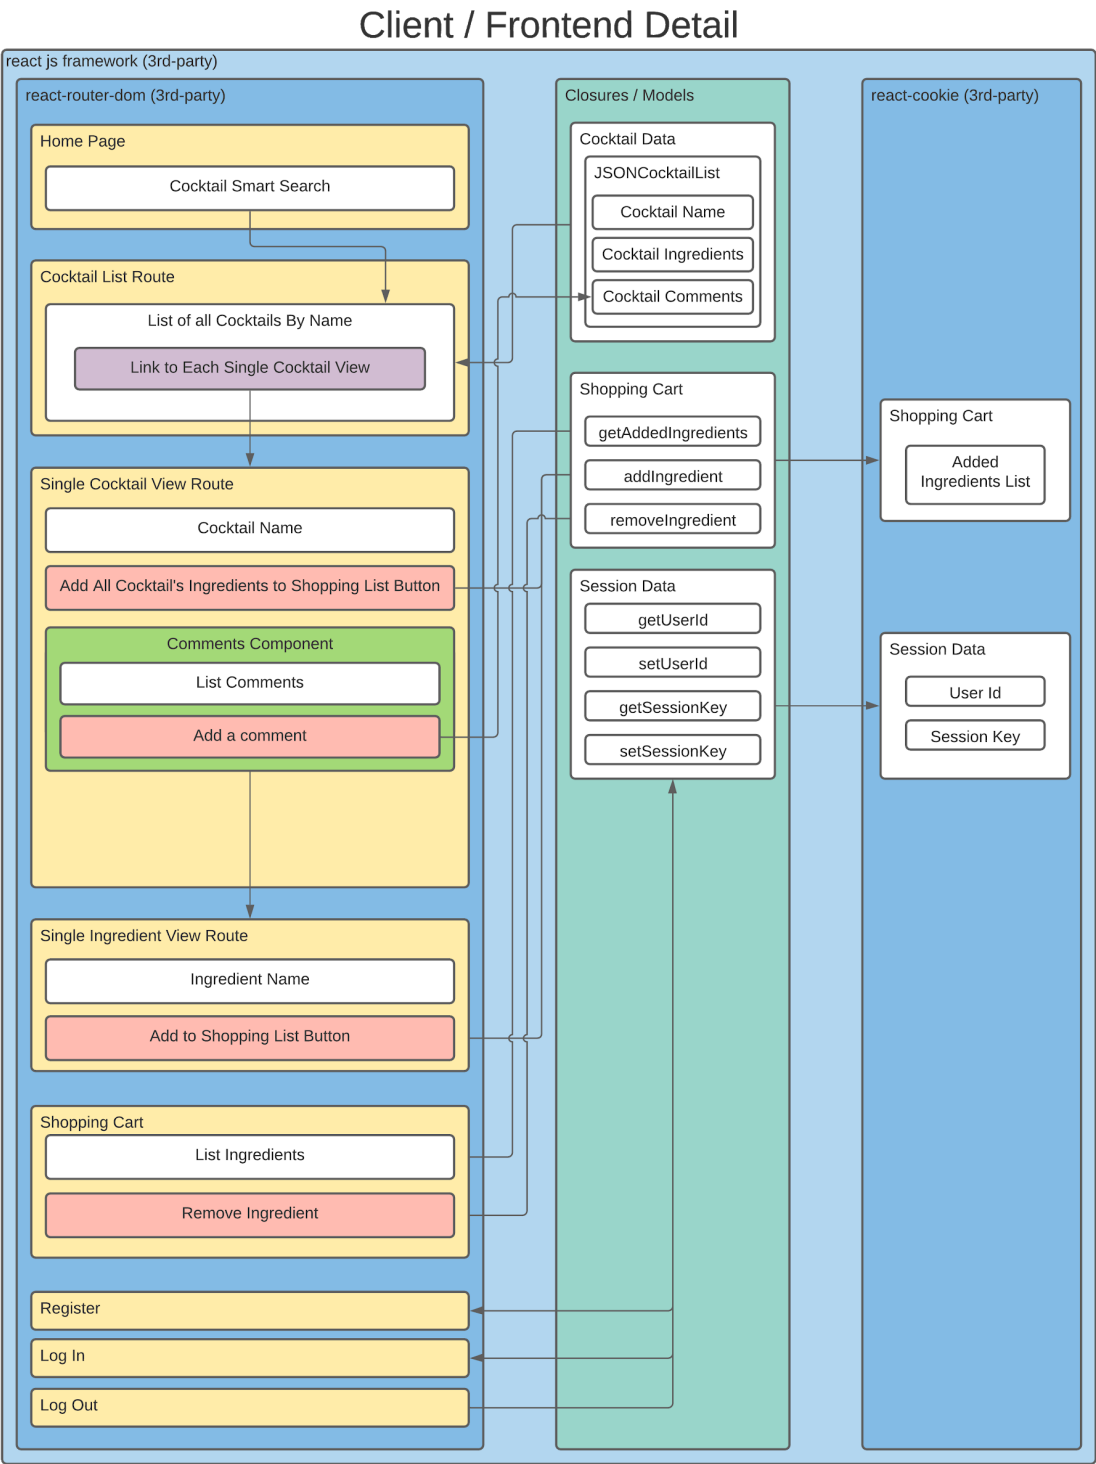 Client / Frontend Detail
react js framework (3rd-party)
react-router-dom (3rd-party)
Home Page
Cocktail Smart Search
Cocktail List Route
List of all Cocktails By Name
Link to Each Single Cocktail View
Single Cocktail View Route
Cocktail Name
Add All Cocktail's Ingredients to Shopping List Button
Comments Component
List Comments
Add a comment
Single Ingredient View Route
Ingredient Name
Add to Shopping List Button
Shopping Cart
List Ingredients
Remove Ingredient
Register
Log In
Log Out
Closures / Models
Cocktail Data
JSONCocktailList
Cocktail Name
Cocktail Ingredients
Cocktail Comments
Shopping Cart
getAddedIngredients
addIngredient
removeIngredient
Session Data
getUserId
setUserId
getSessionKey
setSessionKey
react-cookie (3rd-party)
Shopping Cart
Added
Ingredients List
Session Data
User Id
Session Key